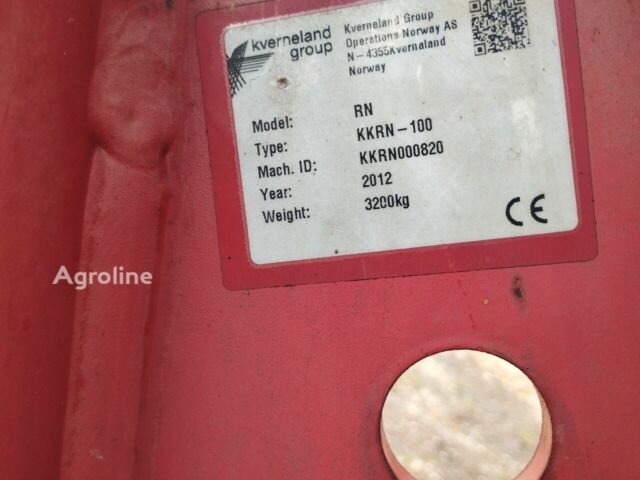 kverneland
group
Kverneland Group
Operations Norway AS
N-4355Kvernaland
Norway
Model: RN
Type: KKRN-100
Mach. ID: KKRN000820
Year: 2012
Weight: 3200kg
CE
Agroline